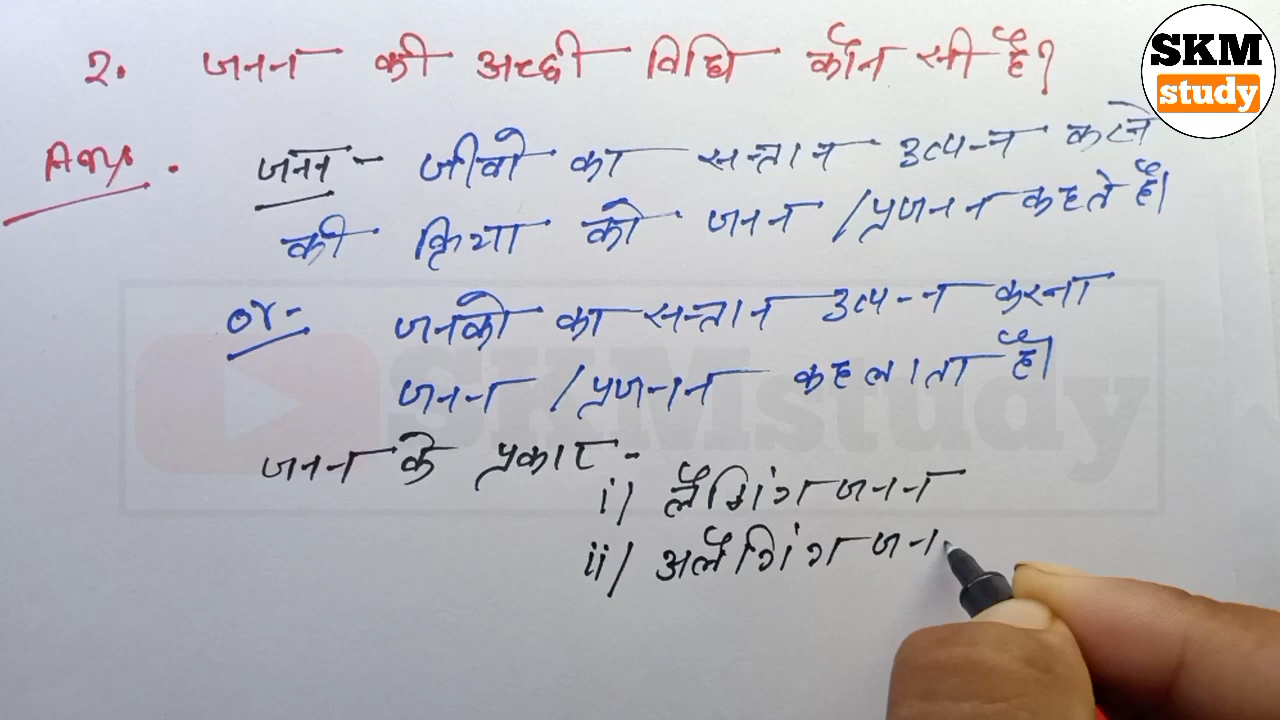 SKM
study
2. जनन की अच्छी विधि कौन सी है?
Ans. जनन - जीवो का सन्तान उत्पन्न करने
की क्रिया को जनन / प्रजनन कहते है।
or- जनको का सन्तान उत्पन्न करना
जनन / प्रजनन कहलाता है।
SKMstudy
जनन के प्रकार -
i) लैगिंग जनन
ii) अलैगिंग जन